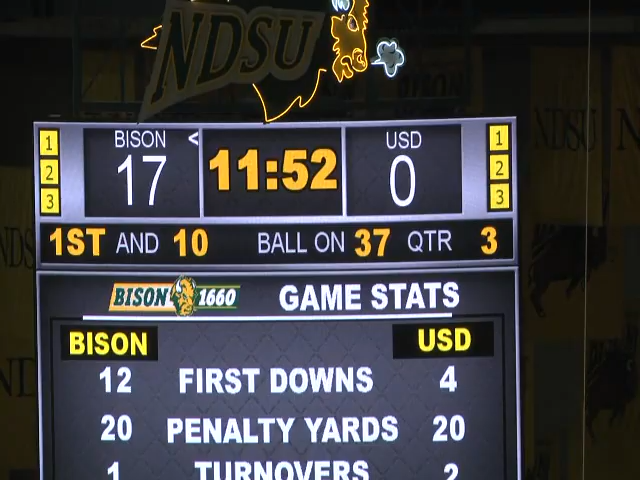 NDSU
1 BISON < 11:52 USD 1
2 17 0 2
3 3
1ST AND 10 BALL ON 37 QTR 3
BISON 1660 GAME STATS
BISON USD
12 FIRST DOWNS 4
20 PENALTY YARDS 20
1 TURNOVERS 2
NDSU